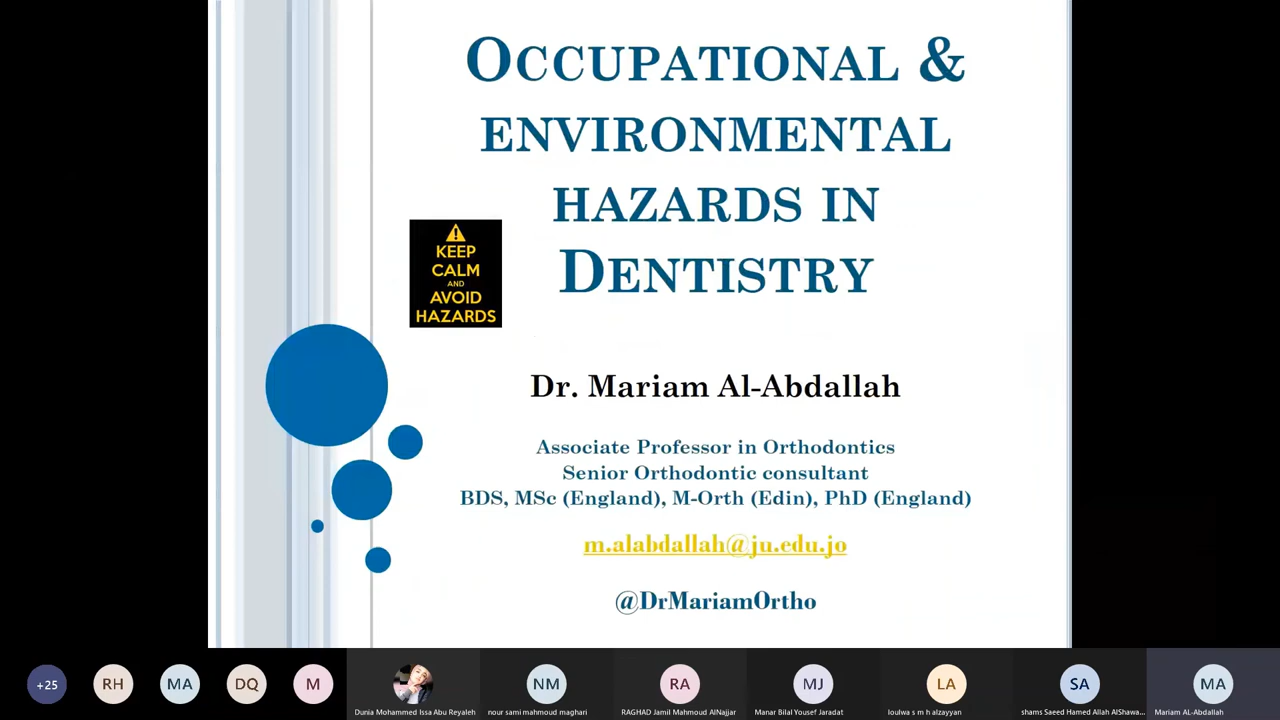 OCCUPATIONAL &
ENVIRONMENTAL
HAZARDS IN
DENTISTRY
KEEP
CALM
AND
AVOID
HAZARDS
Dr. Mariam Al-Abdallah
Associate Professor in Orthodontics
Senior Orthodontic consultant
BDS, MSc (England), M-Orth (Edin), PhD (England)
m.alabdallah@ju.edu.jo
@DrMariamOrtho
+25
RH
MA
DQ
M
NM
RA
MJ
LA
SA
MA
Dunia Mohammed Issa Abu Reyaleh
nour sami mahmoud maghari
RAGHAD Jamil Mahmoud AlNajjar
Manar Bilal Yousef Jaradat
loulwa s m h alzayyan
shams Saeed Hamed Allah AlShawa...
Mariam AL-Abdallah